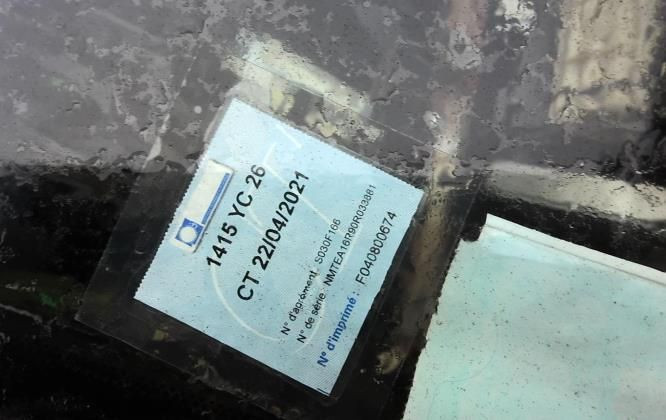 1415 YC 26
CT 22/04/2021
N° d'agrément S030F166
N° de série: NMTEA16R90R033881
N° d'imprimé : F040800674